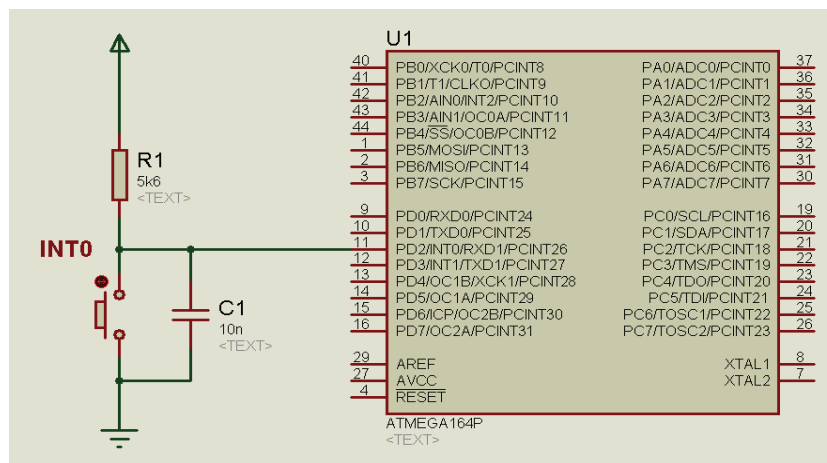 U1
40 PB0/XCK0/T0/PCINT8 PA0/ADC0/PCINT0 37
41 PB1/T1/CLKO/PCINT9 PA1/ADC1/PCINT1 36
42 PB2/AIN0/INT2/PCINT10 PA2/ADC2/PCINT2 35
43 PB3/AIN1/OC0A/PCINT11 PA3/ADC3/PCINT3 34
44 PB4/SS/OC0B/PCINT12 PA4/ADC4/PCINT4 33
1 PB5/MOSI/PCINT13 PA5/ADC5/PCINT5 32
2 PB6/MISO/PCINT14 PA6/ADC6/PCINT6 31
3 PB7/SCK/PCINT15 PA7/ADC7/PCINT7 30
R1
5k6
<TEXT>
9 PD0/RXD0/PCINT24 PC0/SCL/PCINT16 19
10 PD1/TXD0/PCINT25 PC1/SDA/PCINT17 20
INT0
11 PD2/INT0/RXD1/PCINT26 PC2/TCK/PCINT18 21
12 PD3/INT1/TXD1/PCINT27 PC3/TMS/PCINT19 22
13 PD4/OC1B/XCK1/PCINT28 PC4/TDO/PCINT20 23
14 PD5/OC1A/PCINT29 PC5/TDI/PCINT21 24
15 PD6/ICP/OC2B/PCINT30 PC6/TOSC1/PCINT22 25
16 PD7/OC2A/PCINT31 PC7/TOSC2/PCINT23 26
C1
10n
<TEXT>
29 AREF XTAL1 8
27 AVCC XTAL2 7
4 RESET
ATMEGA164P
<TEXT>